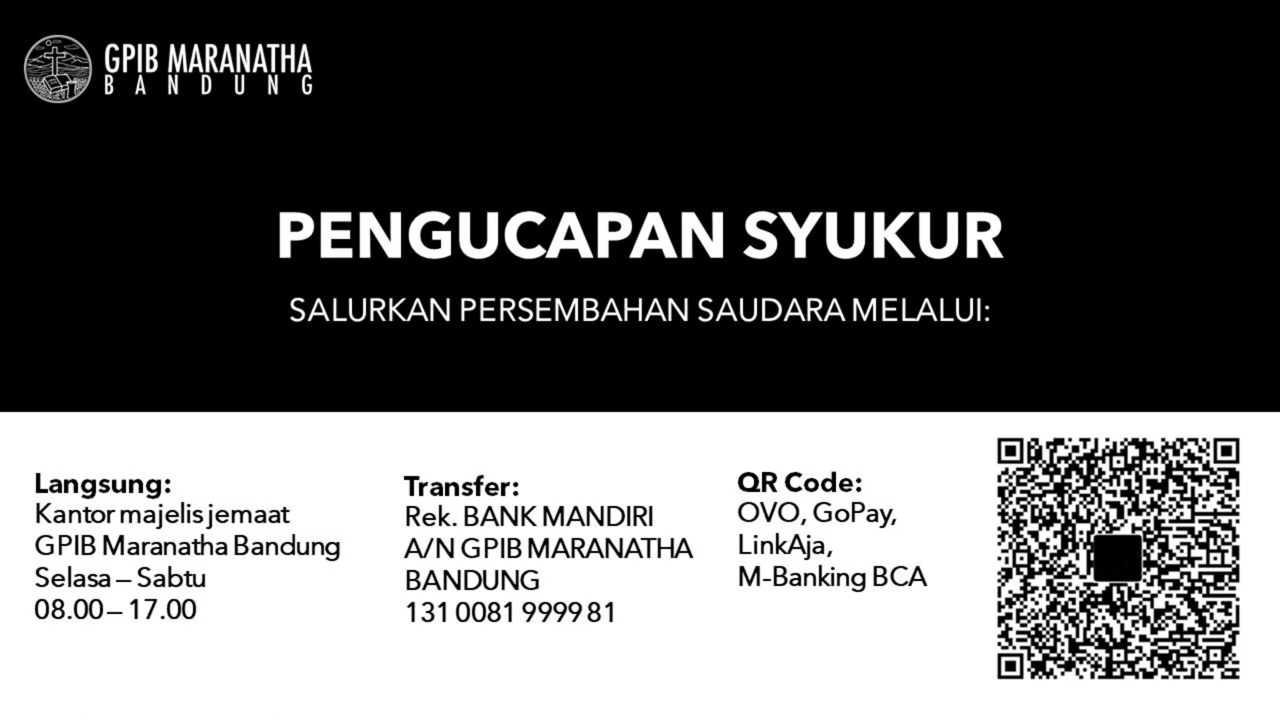 GPIB MARANATHA
BANDUNG
PENGUCAPAN SYUKUR
SALURKAN PERSEMBAHAN SAUDARA MELALUI:
Langsung:
Kantor majelis jemaat
GPIB Maranatha Bandung
Selasa – Sabtu
08.00 – 17.00
Transfer:
Rek. BANK MANDIRI
A/N GPIB MARANATHA
BANDUNG
131 0081 9999 81
QR Code:
OVO, GoPay,
LinkAja,
M-Banking BCA